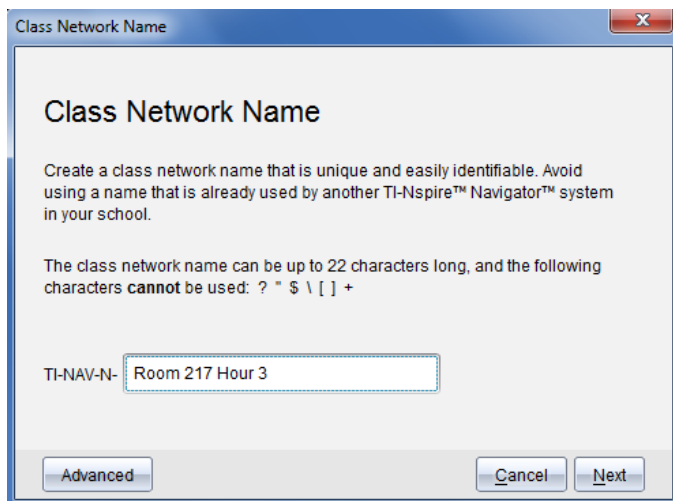 Class Network Name
Class Network Name
Create a class network name that is unique and easily identifiable. Avoid
using a name that is already used by another TI-Nspire™ Navigator™ system
in your school.
The class network name can be up to 22 characters long, and the following
characters cannot be used: ? " $ \ [ ] +
TI-NAV-N- Room 217 Hour 3
Advanced Cancel Next